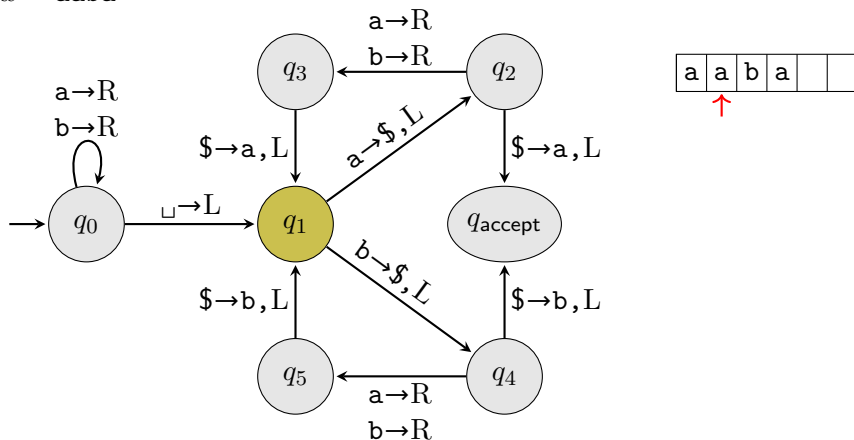 a→R
b→R
q3
q2
a a b a
a→R
b→R
$→a,L
a→$,L
$→a,L
q0
␣→L
q1
qaccept
$→b,L
b→$,L
$→b,L
q5
q4
a→R
b→R